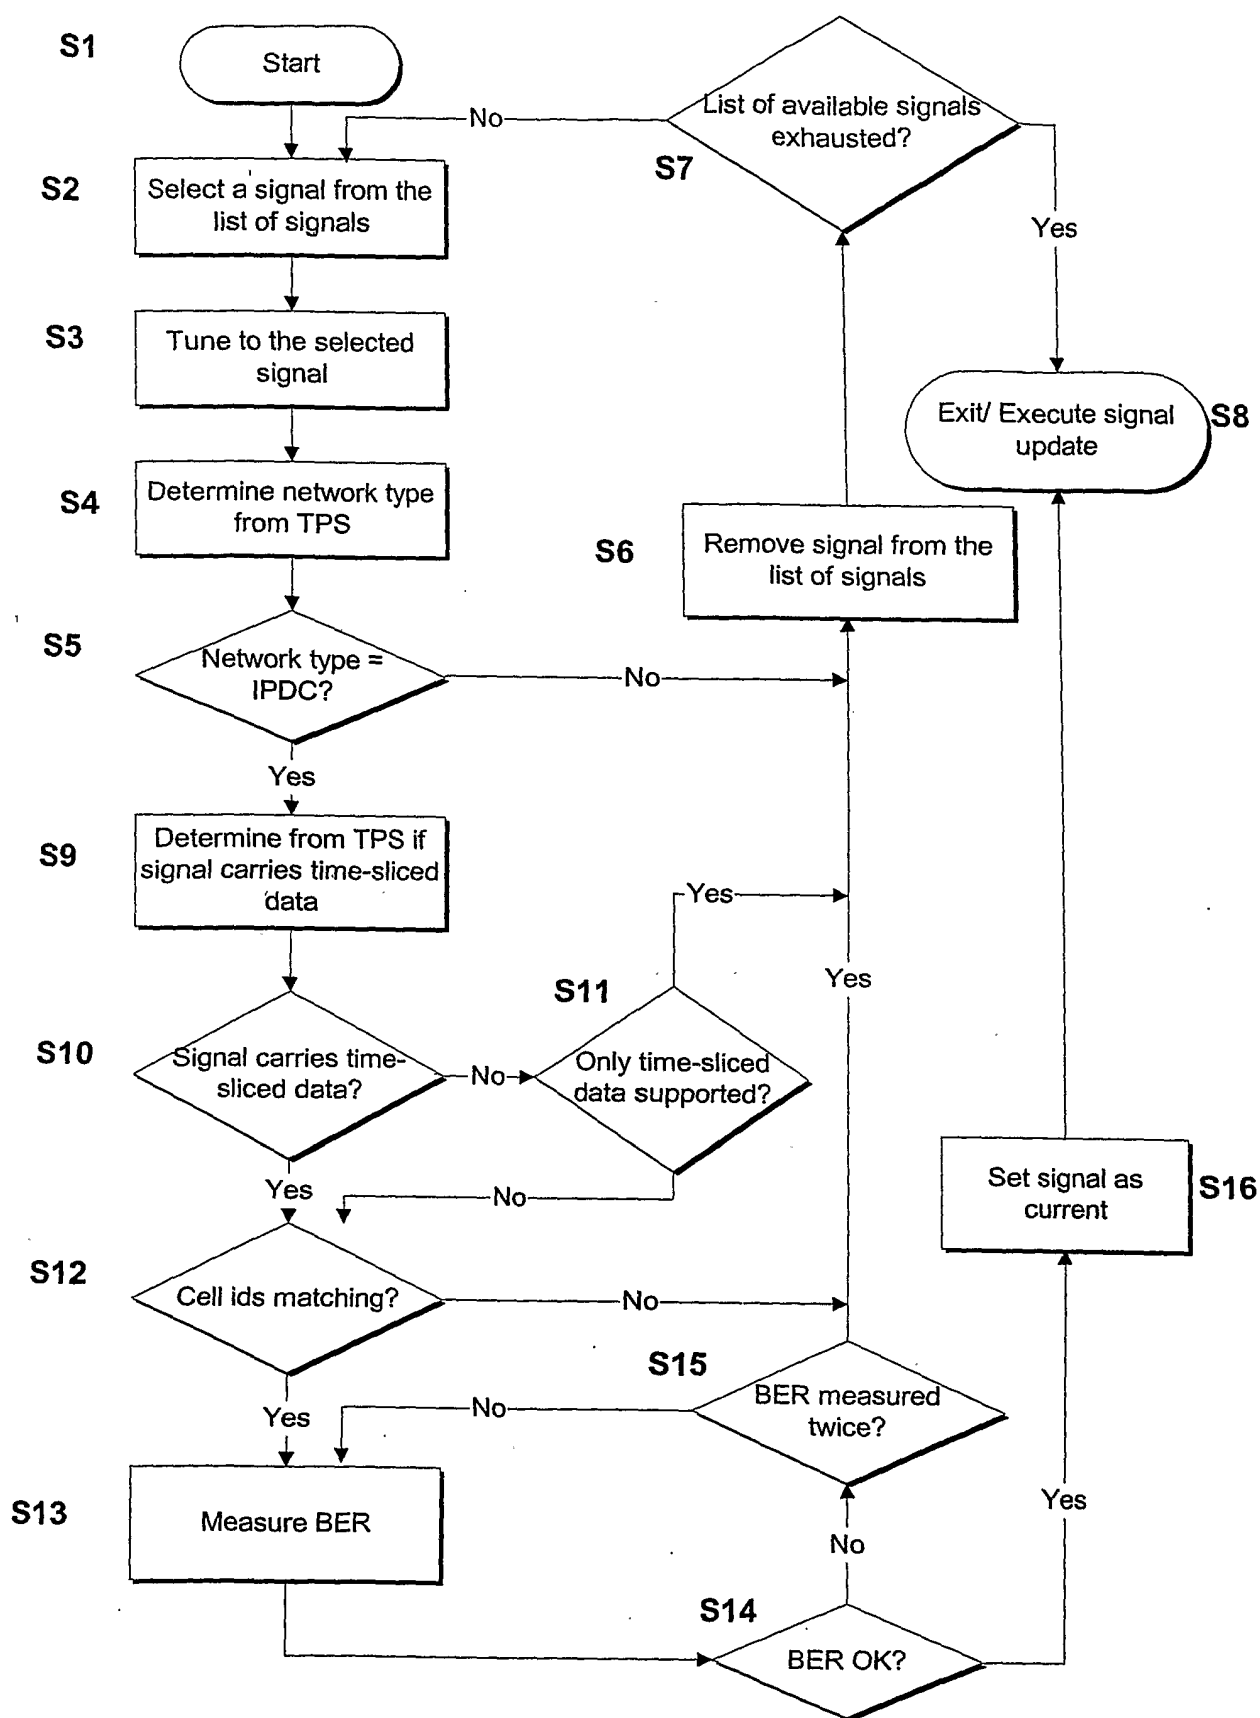 S1
Start
No
List of available signals
exhausted?
S7
S2
Select a signal from the
list of signals
Yes
S3
Tune to the selected
signal
Exit/ Execute signal
update
S8
S4
Determine network type
from TPS
S6
Remove signal from the
list of signals
S5
Network type =
IPDC?
No
Yes
S9
Determine from TPS if
signal carries time-sliced
data
Yes
Yes
S10
Signal carries time-
sliced data?
No
S11
Only time-sliced
data supported?
Yes
No
Set signal as
current
S16
S12
Cell ids matching?
No
S15
BER measured
twice?
Yes
No
Yes
S13
Measure BER
No
S14
BER OK?